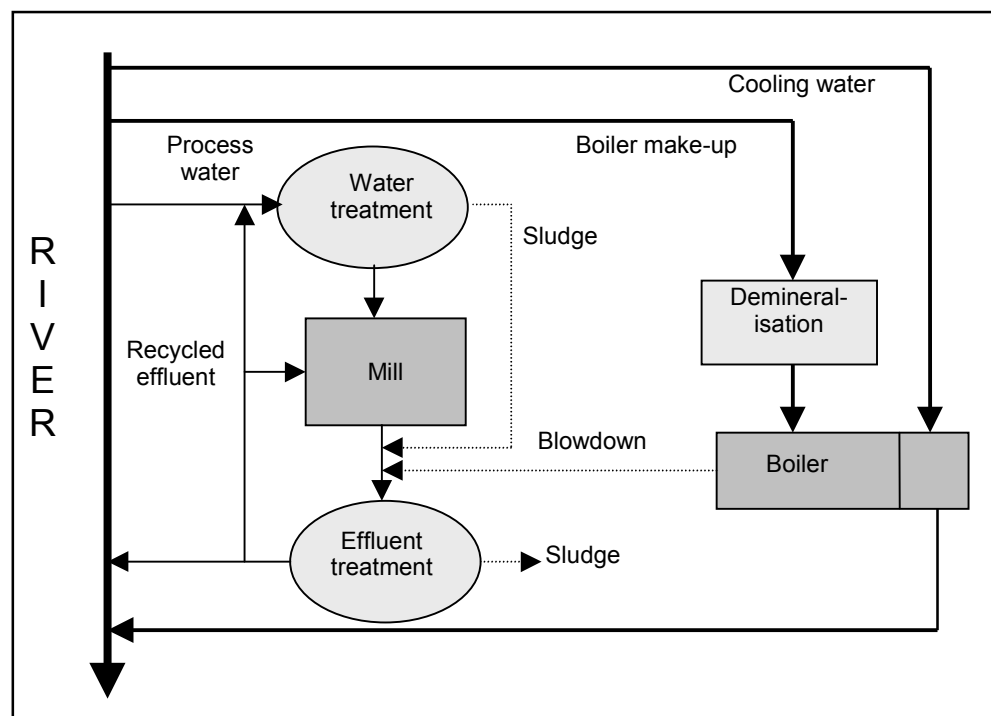 Cooling water
Boiler make-up
Process
water
Water
treatment
Sludge
R
I
V
E
R
Demineral-
isation
Recycled
effluent
Mill
Blowdown
Boiler
Effluent
treatment
Sludge